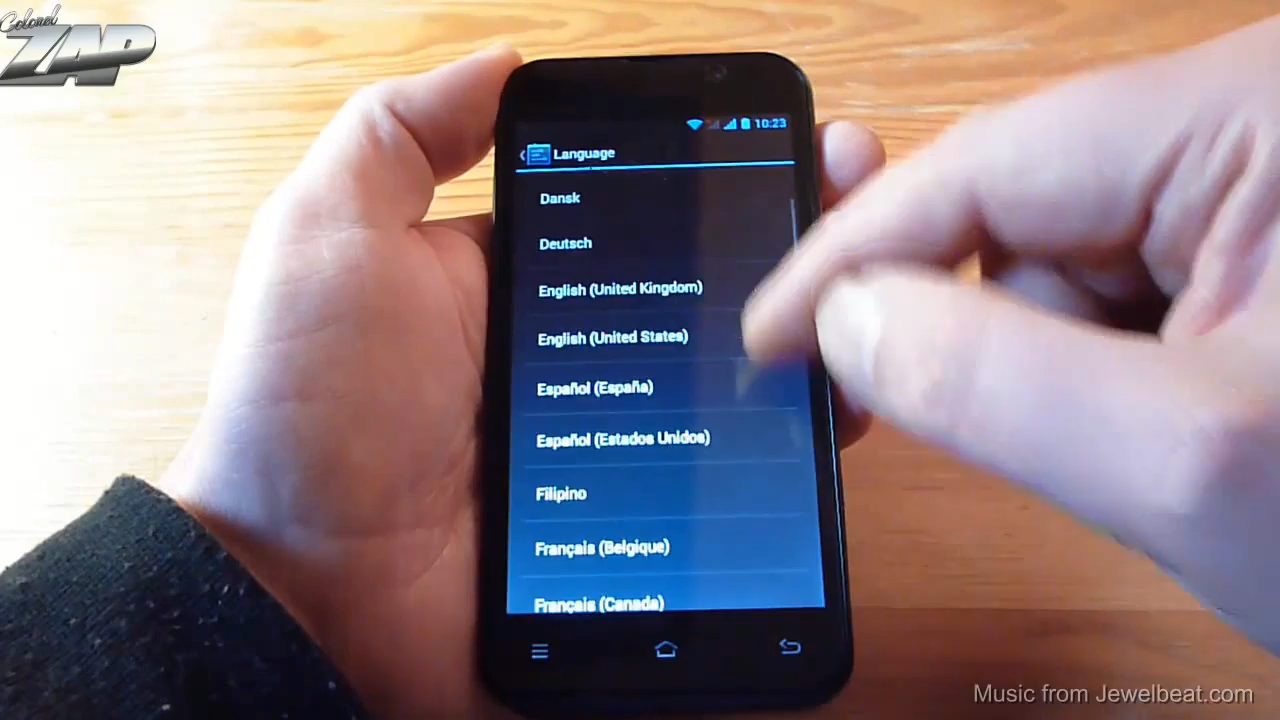 Colonel
ZAP
10:23
Language
Dansk
Deutsch
English (United Kingdom)
English (United States)
Español (España)
Español (Estados Unidos)
Filipino
Français (Belgique)
Français (Canada)
Music from Jewelbeat.com